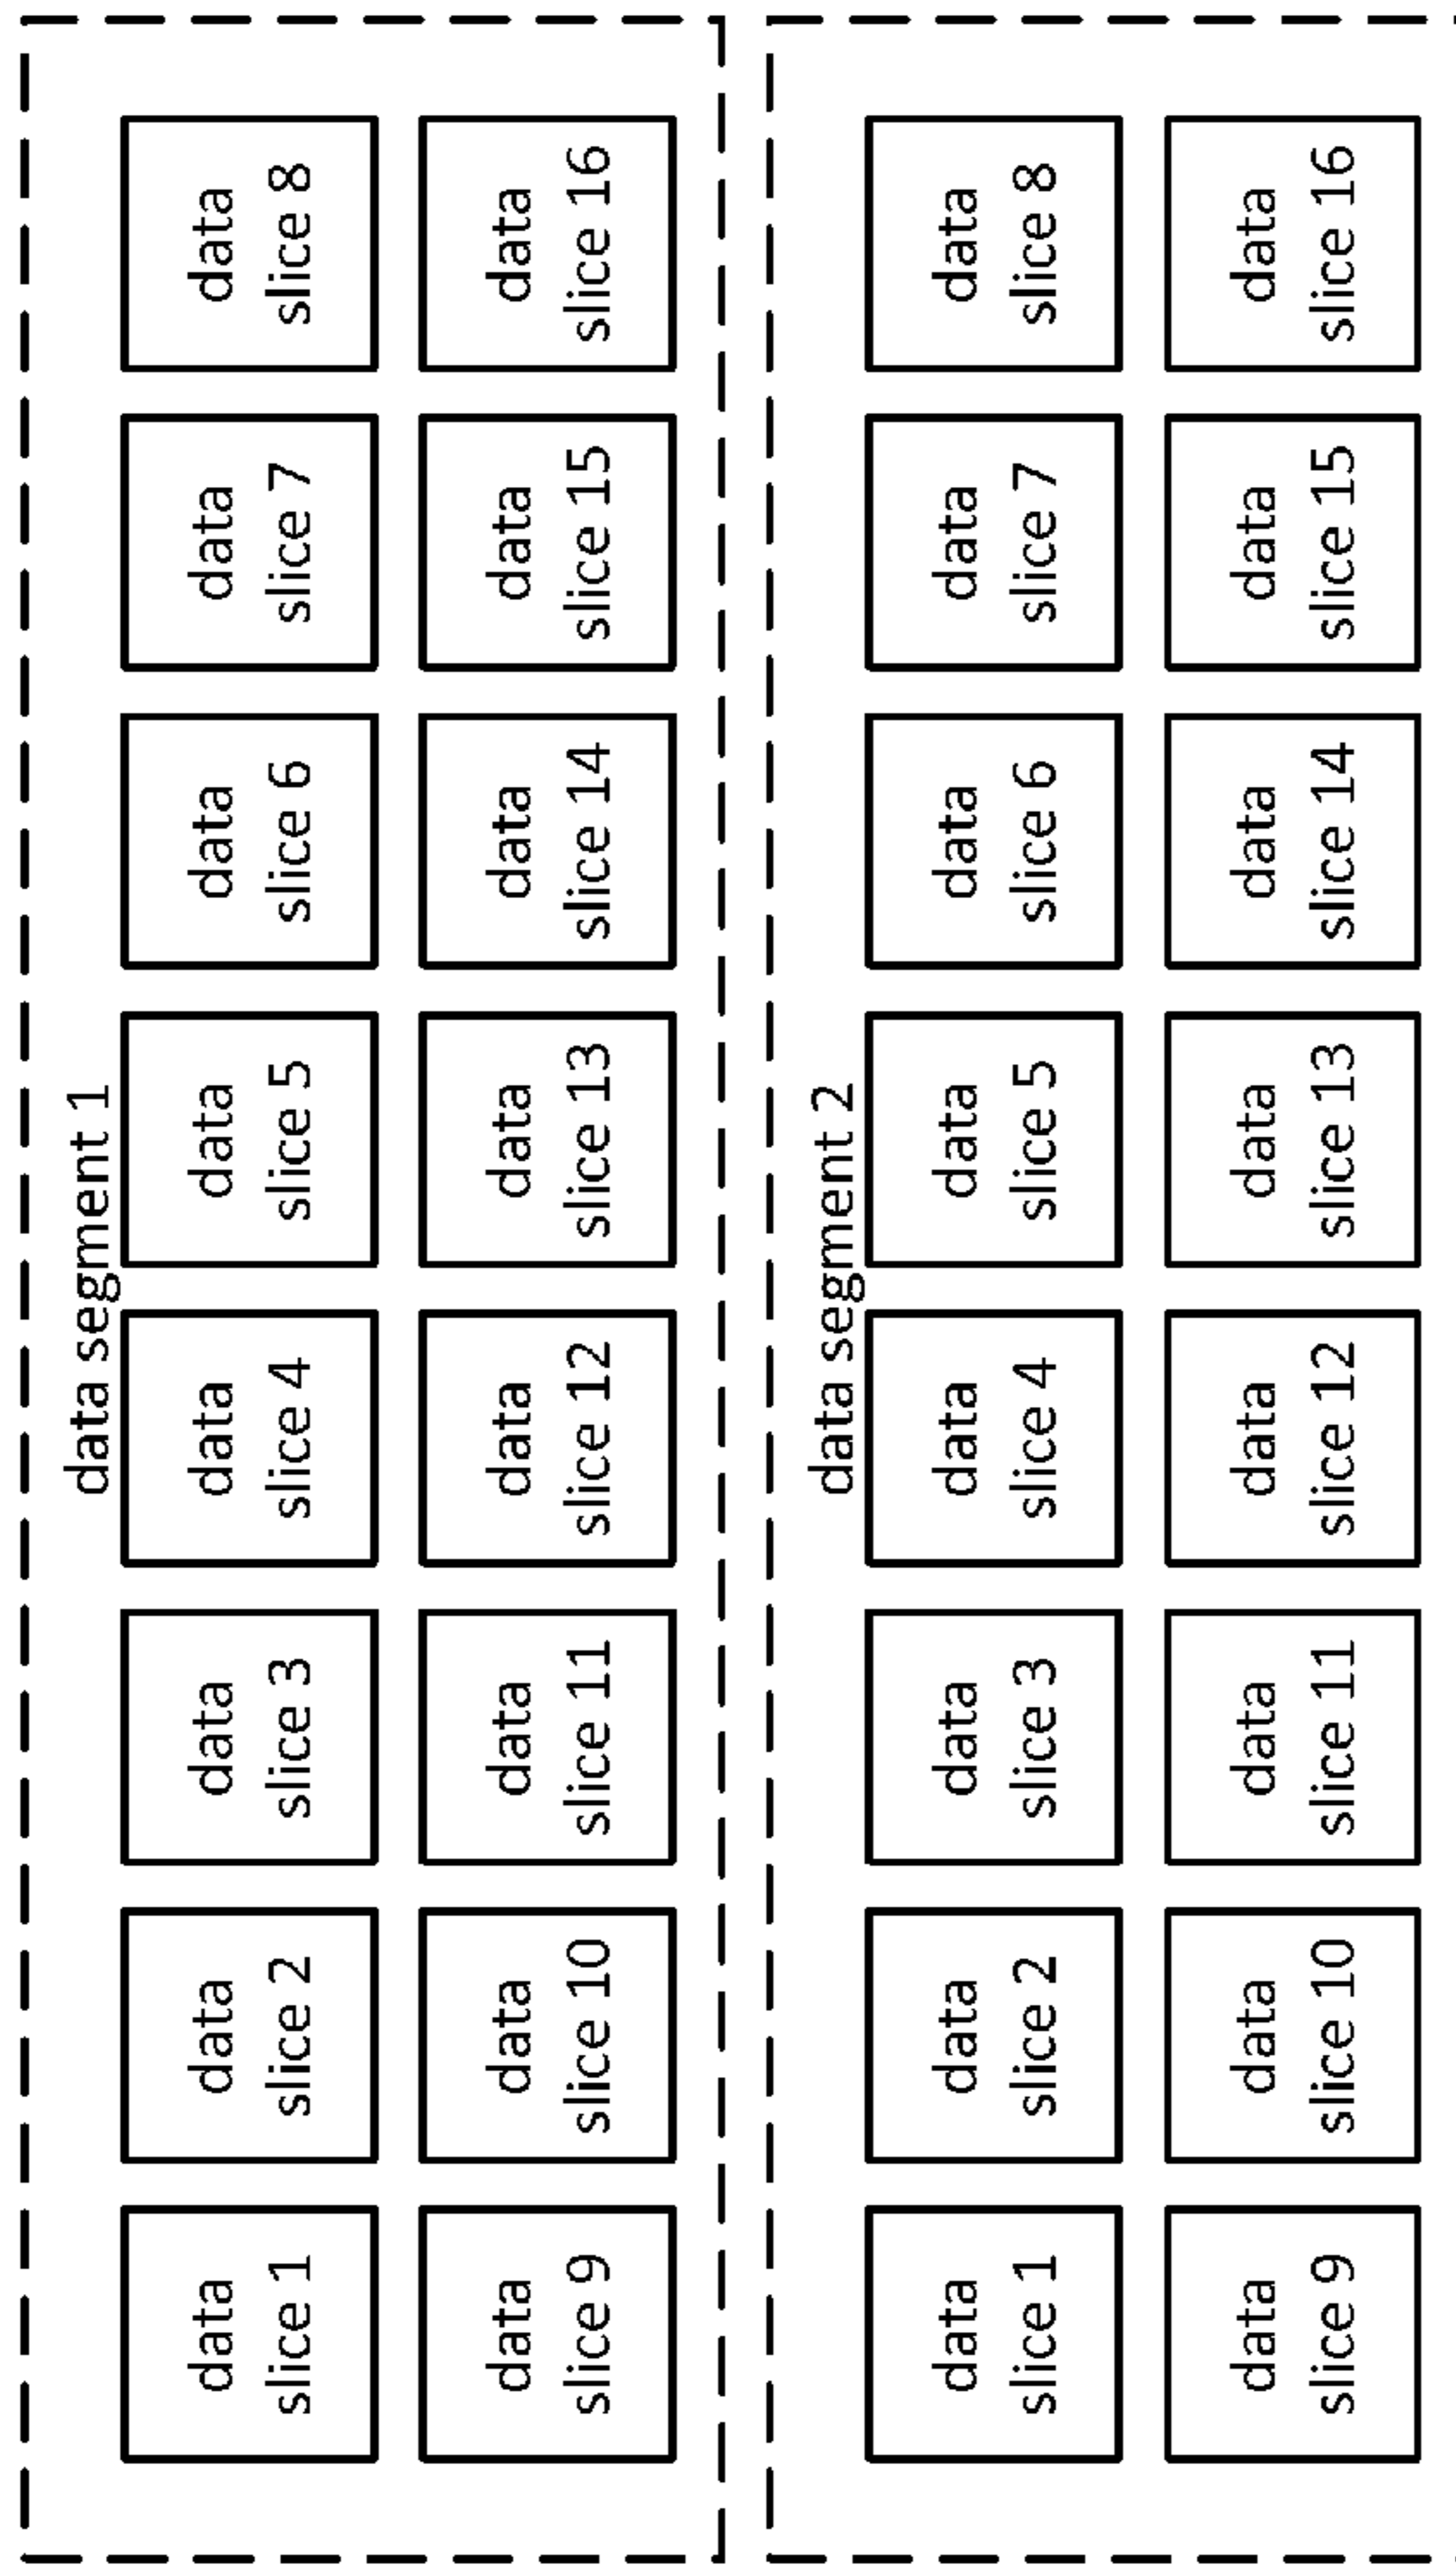 data segment 1
data
slice 1
data
slice 2
data
slice 3
data
slice 4
data
slice 5
data
slice 6
data
slice 7
data
slice 8
data
slice 9
data
slice 10
data
slice 11
data
slice 12
data
slice 13
data
slice 14
data
slice 15
data
slice 16
data segment 2
data
slice 1
data
slice 2
data
slice 3
data
slice 4
data
slice 5
data
slice 6
data
slice 7
data
slice 8
data
slice 9
data
slice 10
data
slice 11
data
slice 12
data
slice 13
data
slice 14
data
slice 15
data
slice 16